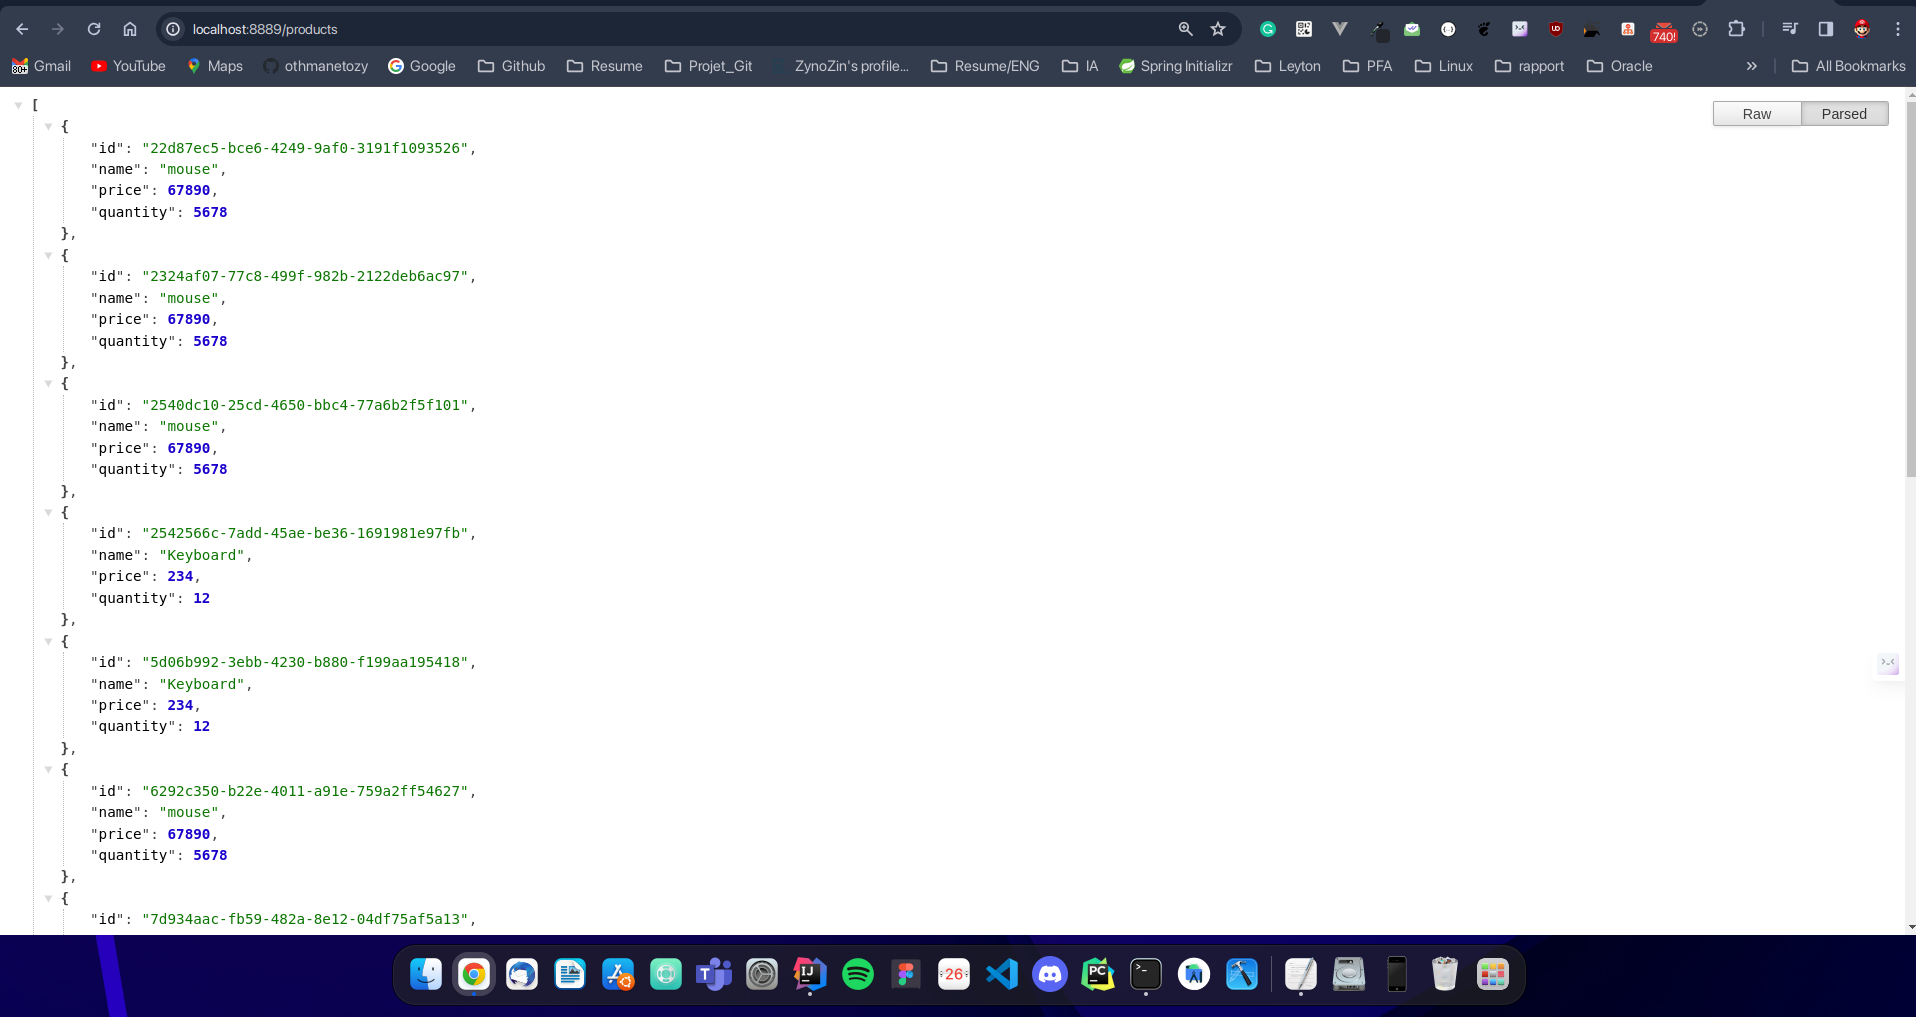 localhost:8889/products
740!
Gmail YouTube Maps othmanetozy Google Github Resume Projet_Git ZynoZin's profile... Resume/ENG IA Spring Initializr Leyton PFA Linux rapport Oracle » All Bookmarks
Raw Parsed
[
{
"id": "22d87ec5-bce6-4249-9af0-3191f1093526",
"name": "mouse",
"price": 67890,
"quantity": 5678
},
{
"id": "2324af07-77c8-499f-982b-2122deb6ac97",
"name": "mouse",
"price": 67890,
"quantity": 5678
},
{
"id": "2540dc10-25cd-4650-bbc4-77a6b2f5f101",
"name": "mouse",
"price": 67890,
"quantity": 5678
},
{
"id": "2542566c-7add-45ae-be36-1691981e97fb",
"name": "Keyboard",
"price": 234,
"quantity": 12
},
{
"id": "5d06b992-3ebb-4230-b880-f199aa195418",
"name": "Keyboard",
"price": 234,
"quantity": 12
},
{
"id": "6292c350-b22e-4011-a91e-759a2ff54627",
"name": "mouse",
"price": 67890,
"quantity": 5678
},
{
"id": "7d934aac-fb59-482a-8e12-04df75af5a13",
T IJ 26 PC >_